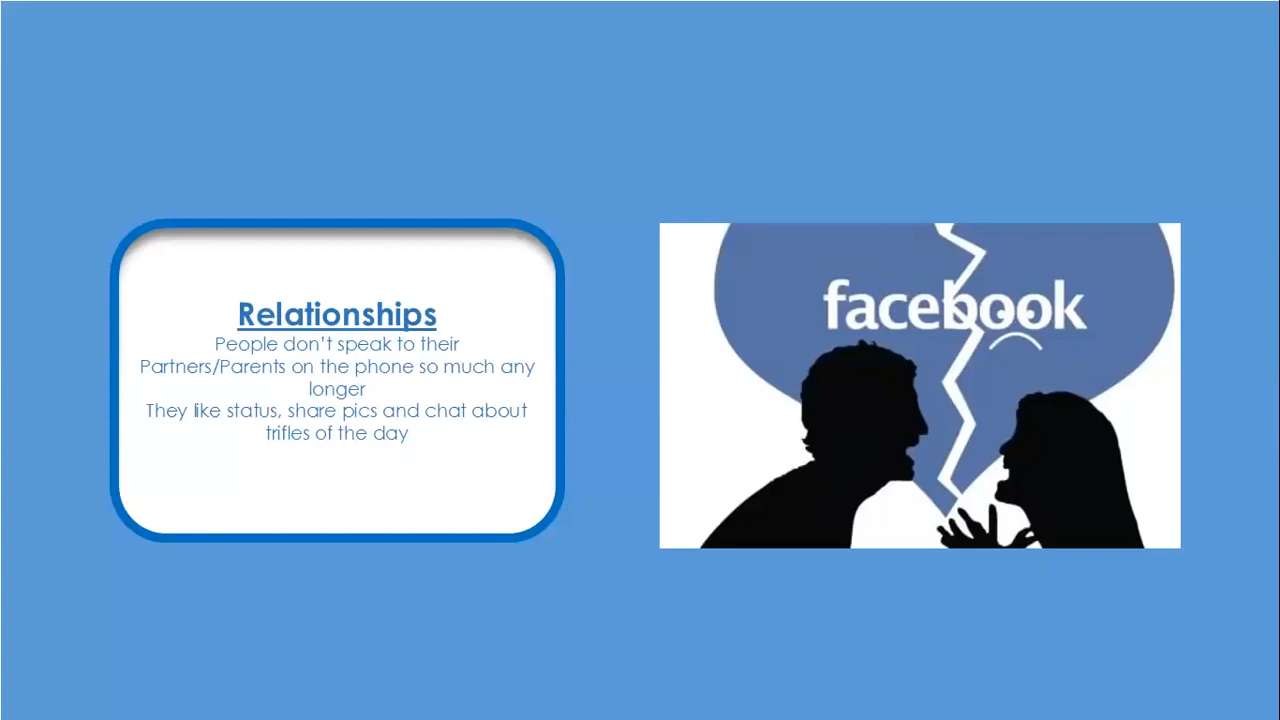 Relationships
People don't speak to their
Partners/Parents on the phone so much any
longer
They like status, share pics and chat about
trifles of the day
facebook